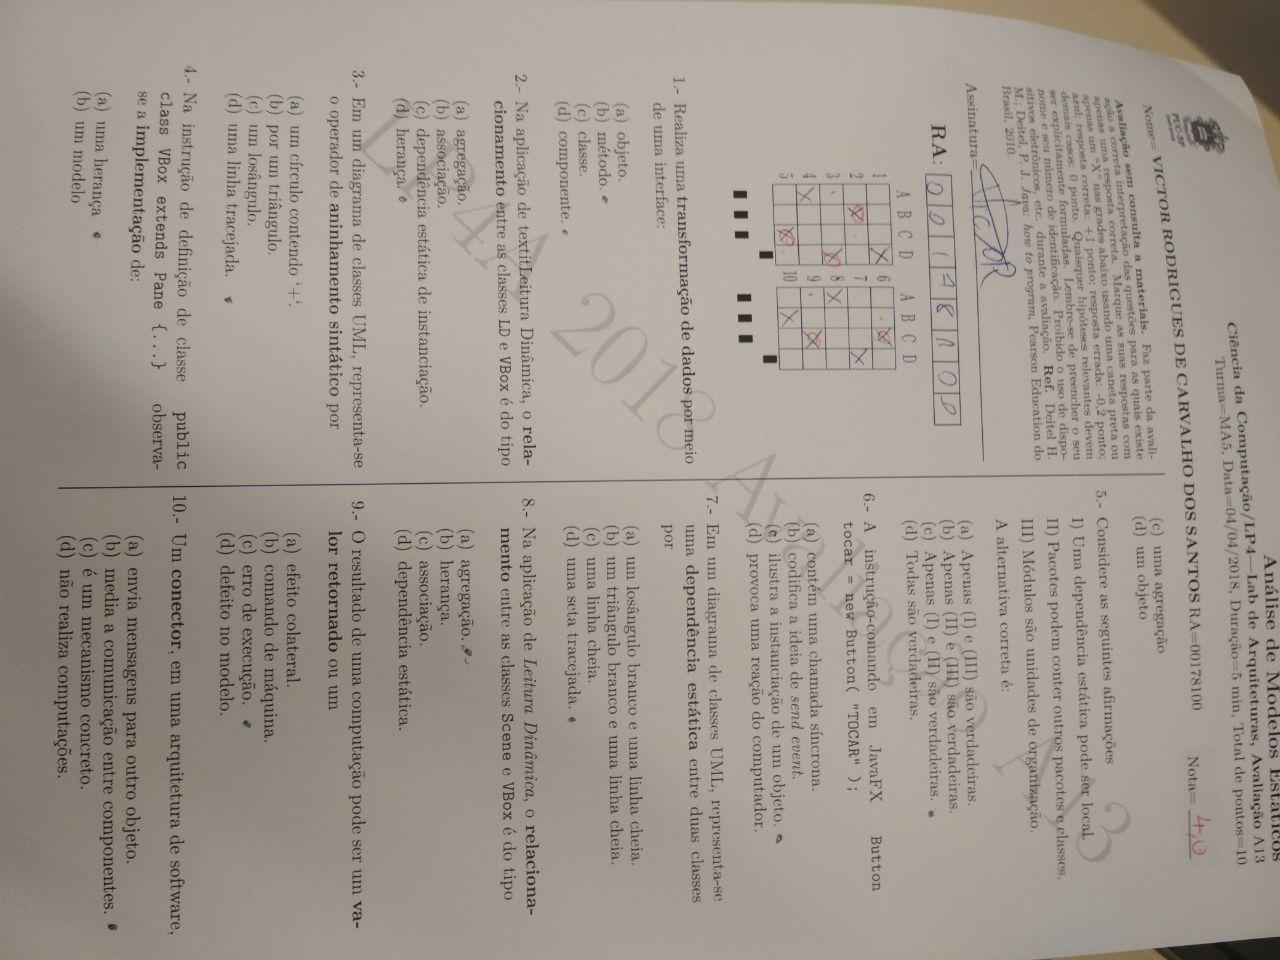 Análise de Modelos Estáticos
Ciência da Computação/LP4—Lab de Arquiteturas, Avaliação A13
Turma=MA5, Data=04/04/2018, Duração=5 min, Total de pontos=10
PUC-SP
Nome= VICTOR RODRIGUES DE CARVALHO DOS SANTOS RA=00178100
Nota= 4,0
Avaliação sem consulta a materiais. Faz parte da avali-
ação a correta interpretação das questões para as quais existe
apenas uma resposta correta. Marque as suas respostas com
apenas um "X" nas grades abaixo usando uma caneta preta ou
azul; resposta correta: +1 ponto; resposta errada: -0,2 ponto;
demais casos: 0 ponto. Quaisquer hipóteses relevantes devem
ser explicitamente formuladas. Lembre-se de preencher o seu
nome e seu número de identificação. Proibido o uso de dispo-
sitivos eletrônicos, etc. durante a avaliação. Ref. Deitel H.
M.; Deitel, P. J. Java: how to program. Pearson Education do
Brasil, 2010.
Assinatura=
RA: 00178100
A B C D A B C D
1 6
2 7
3 8
4 9
5 10
1.- Realiza uma transformação de dados por meio
de uma interface:
(a) objeto.
(b) método.
(c) classe.
(d) componente.
2.- Na aplicação de textitLeitura Dinâmica, o rela-
cionamento entre as classes LD e VBox é do tipo
(a) agregação.
(b) associação.
(c) dependência estática de instanciação.
(d) herança.
3.- Em um diagrama de classes UML, representa-se
o operador de aninhamento sintático por
(a) um círculo contendo '+'.
(b) por um triângulo.
(c) um losângulo.
(d) uma linha tracejada.
4.- Na instrução de definição de classe public
class VBox extends Pane {...} observa-
se a implementação de:
(a) uma herança
(b) um modelo
(c) uma agregação
(d) um objeto
5.- Considere as seguintes afirmações
I) Uma dependência estática pode ser local.
II) Pacotes podem conter outros pacotes e classes.
III) Módulos são unidades de organização.
A alternativa correta é:
(a) Apenas (I) e (III) são verdadeiras.
(b) Apenas (II) e (III) são verdadeiras.
(c) Apenas (I) e (II) são verdadeiras.
(d) Todas são verdadeiras.
6.- A instrução-comando em JavaFX Button
tocar = new Button( "TOCAR" );
(a) contém uma chamada síncrona.
(b) codifica a ideia de send event.
(c) ilustra a instanciação de um objeto.
(d) provoca uma reação do computador.
7.- Em um diagrama de classes UML, representa-se
uma dependência estática entre duas classes
por
(a) um losângulo branco e uma linha cheia.
(b) um triângulo branco e uma linha cheia.
(c) uma linha cheia.
(d) uma seta tracejada.
8.- Na aplicação de Leitura Dinâmica, o relaciona-
mento entre as classes Scene e VBox é do tipo
(a) agregação.
(b) herança.
(c) associação.
(d) dependência estática.
9.- O resultado de uma computação pode ser um va-
lor retornado ou um
(a) efeito colateral.
(b) comando de máquina.
(c) erro de execução.
(d) defeito no modelo.
10.- Um conector, em uma arquitetura de software,
(a) envia mensagens para outro objeto.
(b) media a comunicação entre componentes.
(c) é um mecanismo concreto.
(d) não realiza computações.